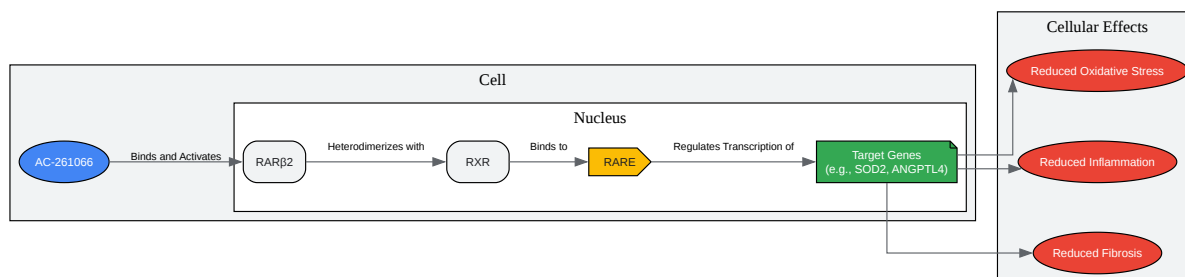 Cellular Effects
Reduced Oxidative Stress
Cell
Nucleus
AC-261066
Binds and Activates
RARβ2
Heterodimerizes with
RXR
Binds to
RARE
Regulates Transcription of
Target Genes
(e.g., SOD2, ANGPTL4)
Reduced Inflammation
Reduced Fibrosis